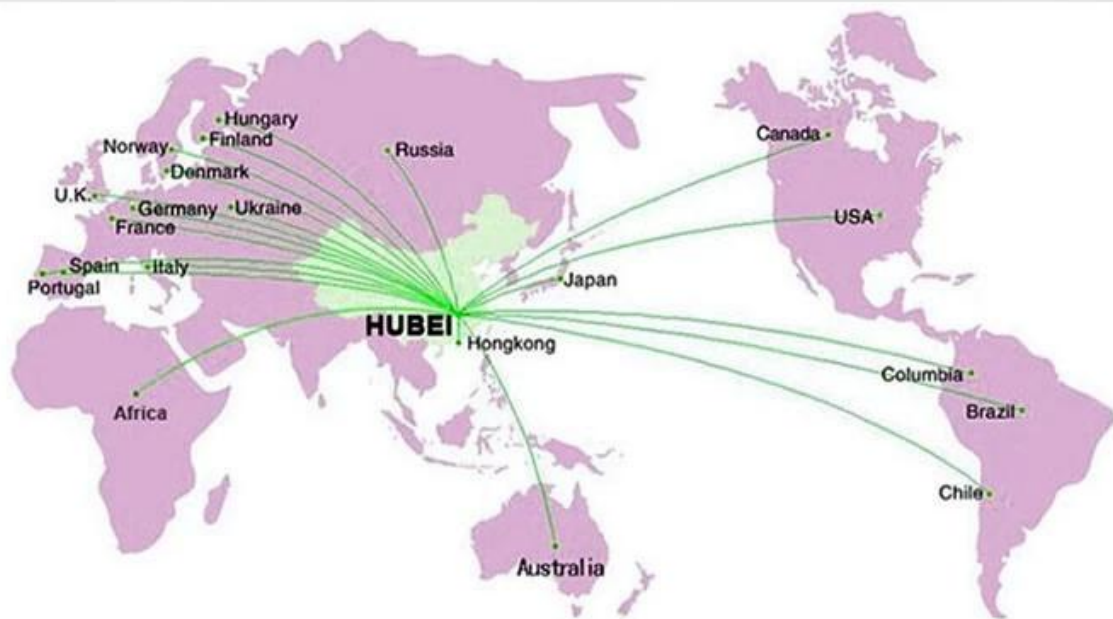 Hungary
Finland
Norway
Russia
Canada
Denmark
U.K.
Germany
Ukraine
USA
France
Spain
Italy
Japan
Portugal
HUBEI
Hongkong
Columbia
Africa
Brazil
Chile
Australia